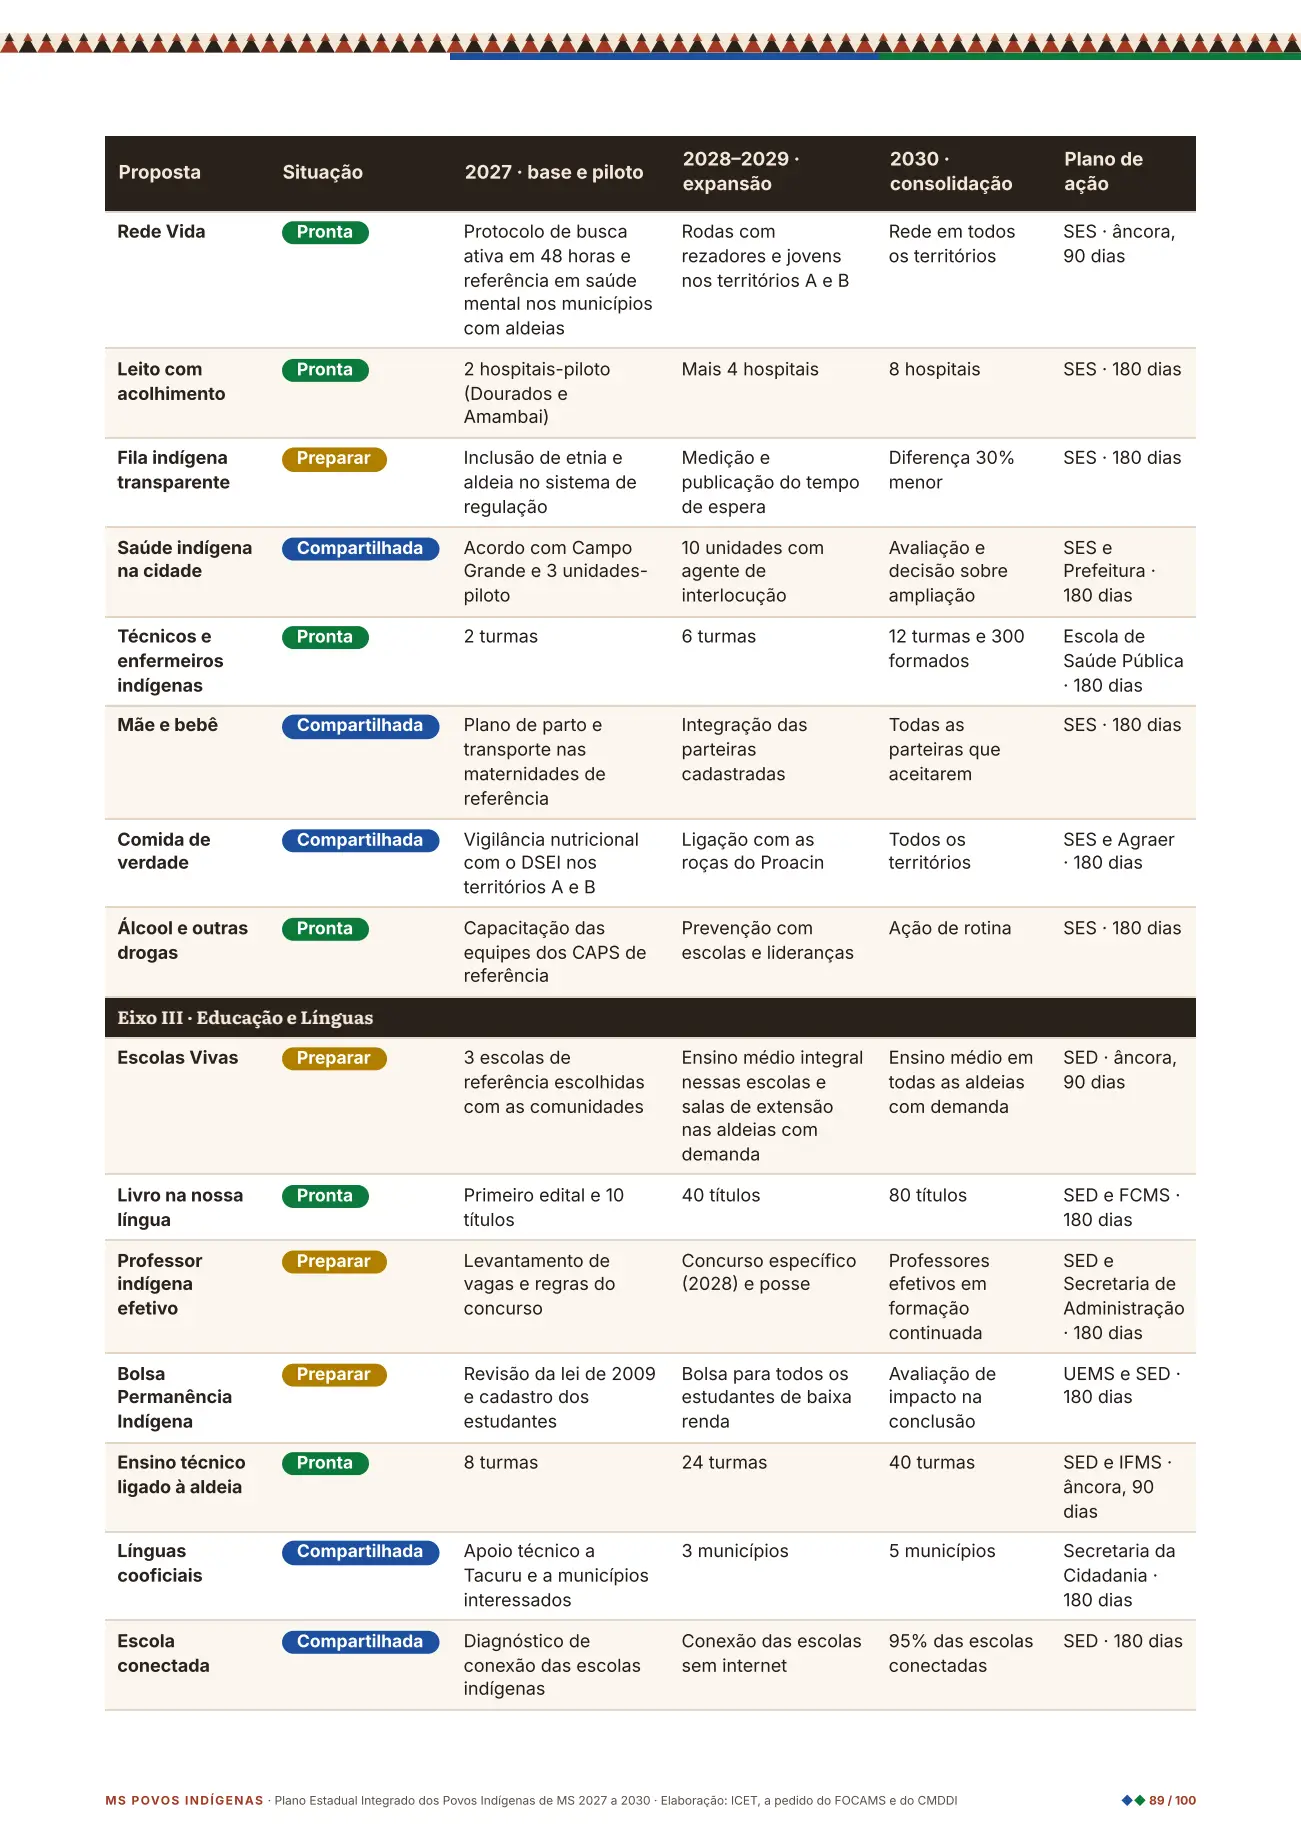 Proposta
Situação
2027 · base e piloto
2028–2029 ·
expansão
2030 ·
consolidação
Plano de
ação
Rede Vida
Pronta
Protocolo de busca
ativa em 48 horas e
referência em saúde
mental nos municípios
com aldeias
Rodas com
rezadores e jovens
nos territórios A e B
Rede em todos
os territórios
SES · âncora,
90 dias
Leito com
acolhimento
Pronta
2 hospitais-piloto
(Dourados e
Amambai)
Mais 4 hospitais
8 hospitais
SES · 180 dias
Fila indígena
transparente
Preparar
Inclusão de etnia e
aldeia no sistema de
regulação
Medição e
publicação do tempo
de espera
Diferença 30%
menor
SES · 180 dias
Saúde indígena
na cidade
Compartilhada
Acordo com Campo
Grande e 3 unidades-
piloto
10 unidades com
agente de
interlocução
Avaliação e
decisão sobre
ampliação
SES e
Prefeitura ·
180 dias
Técnicos e
enfermeiros
indígenas
Pronta
2 turmas
6 turmas
12 turmas e 300
formados
Escola de
Saúde Pública
· 180 dias
Mãe e bebê
Compartilhada
Plano de parto e
transporte nas
maternidades de
referência
Integração das
parteiras
cadastradas
Todas as
parteiras que
aceitarem
SES · 180 dias
Comida de
verdade
Compartilhada
Vigilância nutricional
com o DSEI nos
territórios A e B
Ligação com as
roças do Proacin
Todos os
territórios
SES e Agraer
· 180 dias
Álcool e outras
drogas
Pronta
Capacitação das
equipes dos CAPS de
referência
Prevenção com
escolas e lideranças
Ação de rotina
SES · 180 dias
Eixo III · Educação e Línguas
Escolas Vivas
Preparar
3 escolas de
referência escolhidas
com as comunidades
Ensino médio integral
nessas escolas e
salas de extensão
nas aldeias com
demanda
Ensino médio em
todas as aldeias
com demanda
SED · âncora,
90 dias
Livro na nossa
língua
Pronta
Primeiro edital e 10
títulos
40 títulos
80 títulos
SED e FCMS ·
180 dias
Professor
indígena
efetivo
Preparar
Levantamento de
vagas e regras do
concurso
Concurso específico
(2028) e posse
Professores
efetivos em
formação
continuada
SED e
Secretaria de
Administração
· 180 dias
Bolsa
Permanência
Indígena
Preparar
Revisão da lei de 2009
e cadastro dos
estudantes
Bolsa para todos os
estudantes de baixa
renda
Avaliação de
impacto na
conclusão
UEMS e SED ·
180 dias
Ensino técnico
ligado à aldeia
Pronta
8 turmas
24 turmas
40 turmas
SED e IFMS ·
âncora, 90
dias
Línguas
cooficiais
Compartilhada
Apoio técnico a
Tacuru e a municípios
interessados
3 municípios
5 municípios
Secretaria da
Cidadania ·
180 dias
Escola
conectada
Compartilhada
Diagnóstico de
conexão das escolas
indígenas
Conexão das escolas
sem internet
95% das escolas
conectadas
SED · 180 dias
MS POVOS INDÍGENAS · Plano Estadual Integrado dos Povos Indígenas de MS 2027 a 2030 · Elaboração: ICET, a pedido do FOCAMS e do CMDDI
89 / 100